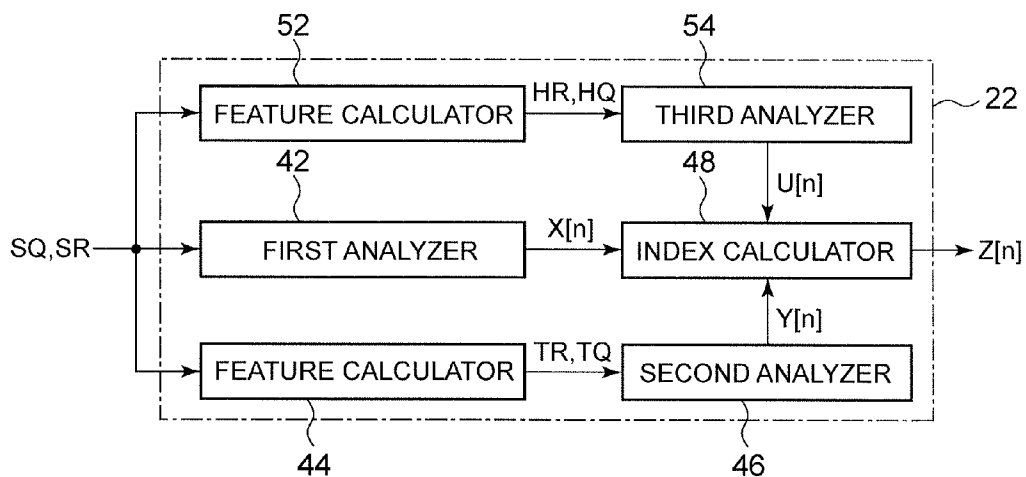 52
54
HR,HQ
22
FEATURE CALCULATOR
THIRD ANALYZER
42
48
U[n]
X[n]
SQ,SR
FIRST ANALYZER
INDEX CALCULATOR
Z[n]
Y[n]
TR,TQ
FEATURE CALCULATOR
SECOND ANALYZER
44
46